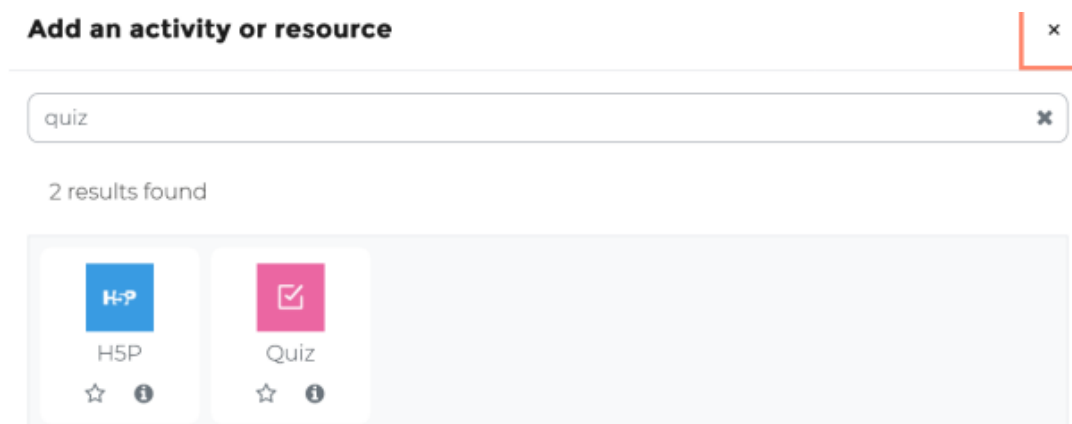 Add an activity or resource
quiz
2 results found
H5P
H5P Quiz